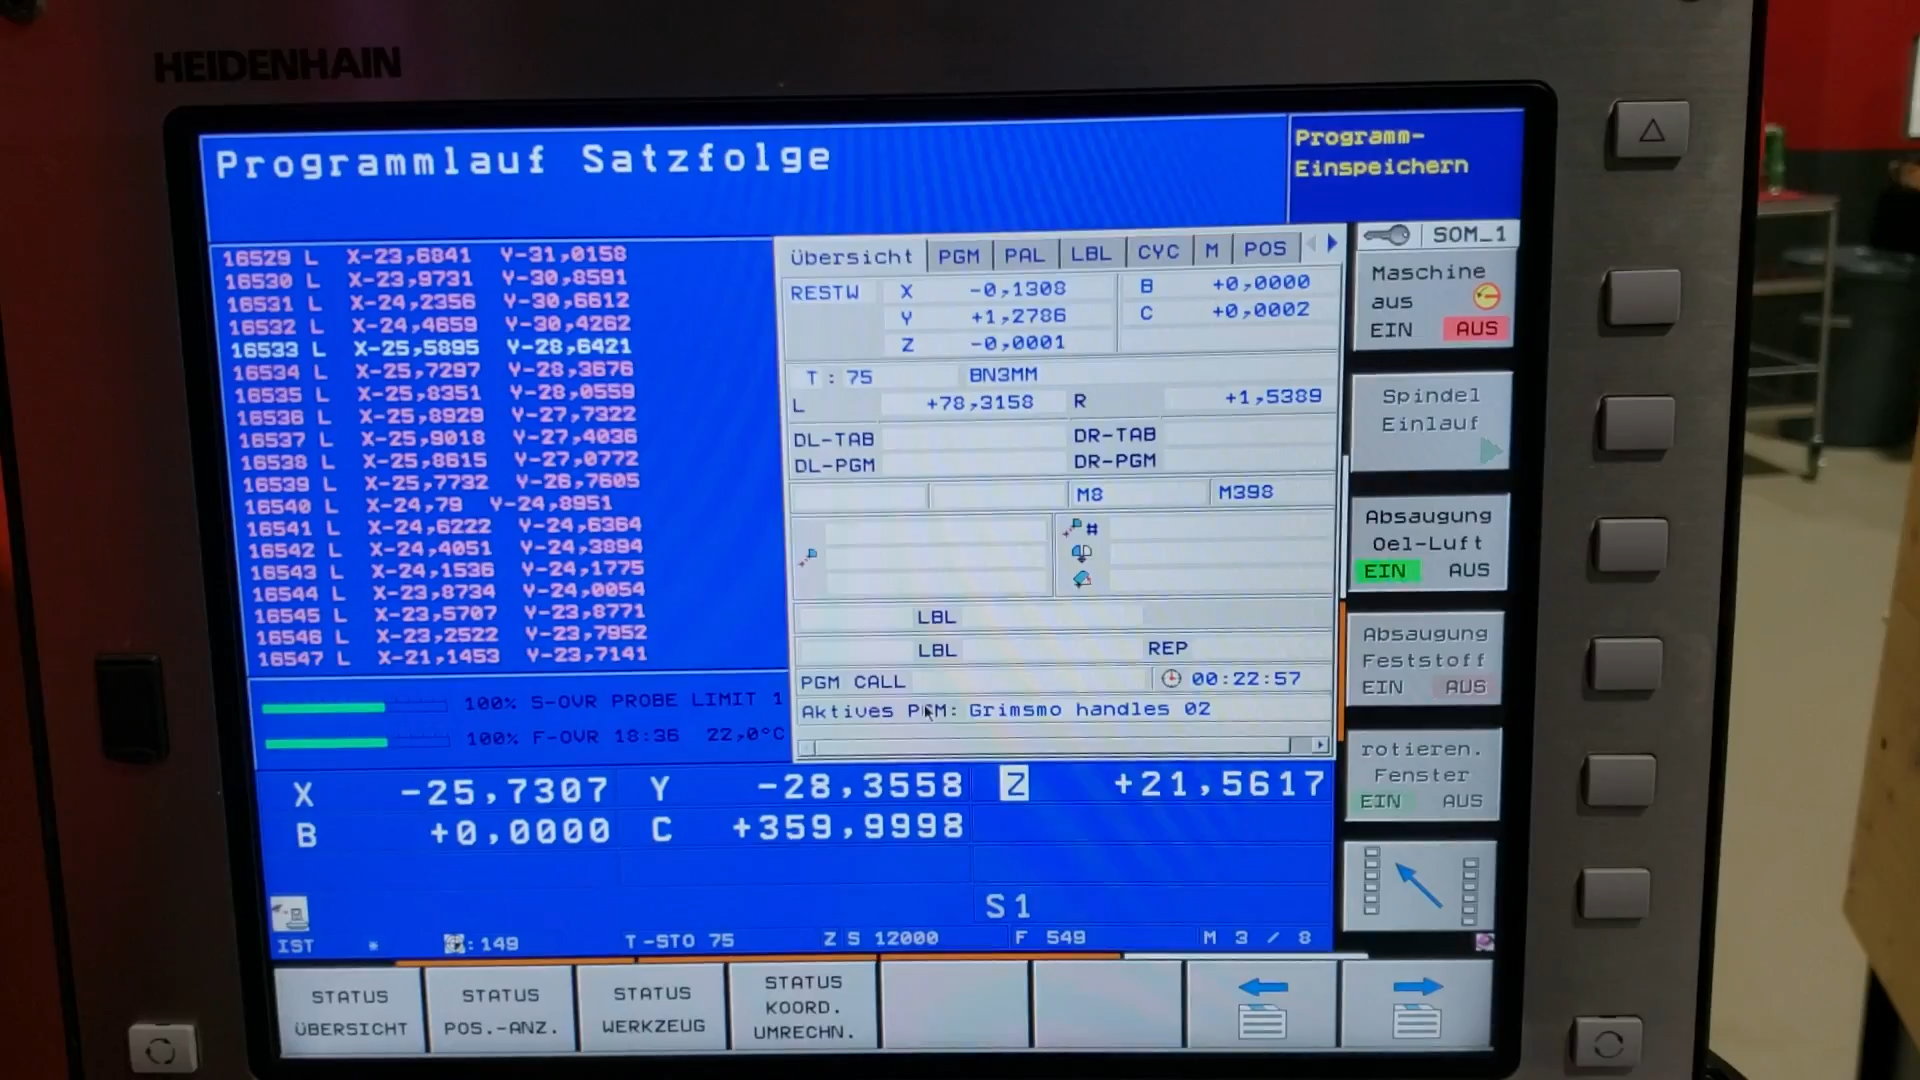 HEIDENHAIN
Programmlauf Satzfolge
Programm-
Einspeichern
16529 L X-23,6841 Y-31,0158
16530 L X-23,9731 Y-30,8591
16531 L X-24,2356 Y-30,6612
16532 L X-24,4659 Y-30,4262
16533 L X-25,5895 Y-28,6421
16534 L X-25,7297 Y-28,3676
16535 L X-25,8351 Y-28,0559
16536 L X-25,8929 Y-27,7322
16537 L X-25,9018 Y-27,4036
16538 L X-25,8615 Y-27,0772
16539 L X-25,7732 Y-26,7605
16540 L X-24,79 Y-24,8951
16541 L X-24,6222 Y-24,6364
16542 L X-24,4051 Y-24,3894
16543 L X-24,1536 Y-24,1775
16544 L X-23,8734 Y-24,0054
16545 L X-23,5707 Y-23,8771
16546 L X-23,2522 Y-23,7952
16547 L X-21,1453 Y-23,7141
Übersicht PGM PAL LBL CYC M POS
RESTW X -0,1308 B +0,0000
Y +1,2786 C +0,0002
Z -0,0001
T : 75 BN3MM
L +78,3158 R +1,5389
DL-TAB DR-TAB
DL-PGM DR-PGM
M8 M398
#
LBL
LBL REP
PGM CALL 00:22:57
Aktives PGM: Grimsmo handles 02
100% S-OVR PROBE LIMIT 1
100% F-OVR 18:36 22,0°C
X -25,7307 Y -28,3558 Z +21,5617
B +0,0000 C +359,9998
S1
IST * : 149 T-STO 75 Z S 12000 F 549 M 3 / 8
SOM_1
Maschine
aus
EIN AUS
Spindel
Einlauf
Absaugung
Oel-Luft
EIN AUS
Absaugung
Feststoff
EIN AUS
rotieren.
Fenster
EIN AUS
STATUS
ÜBERSICHT
STATUS
POS.-ANZ.
STATUS
WERKZEUG
STATUS
KOORD.
UMRECHN.